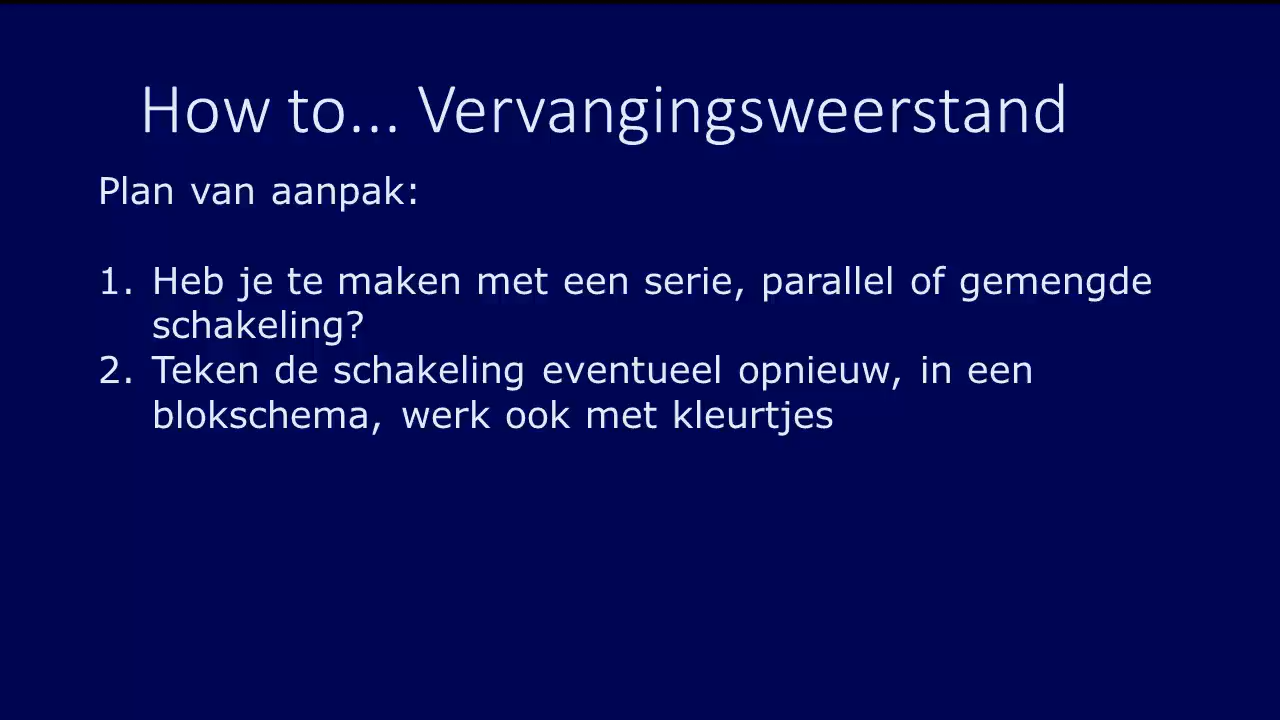 How to... Vervangingsweerstand
Plan van aanpak:
1. Heb je te maken met een serie, parallel of gemengde
schakeling?
2. Teken de schakeling eventueel opnieuw, in een
blokschema, werk ook met kleurtjes